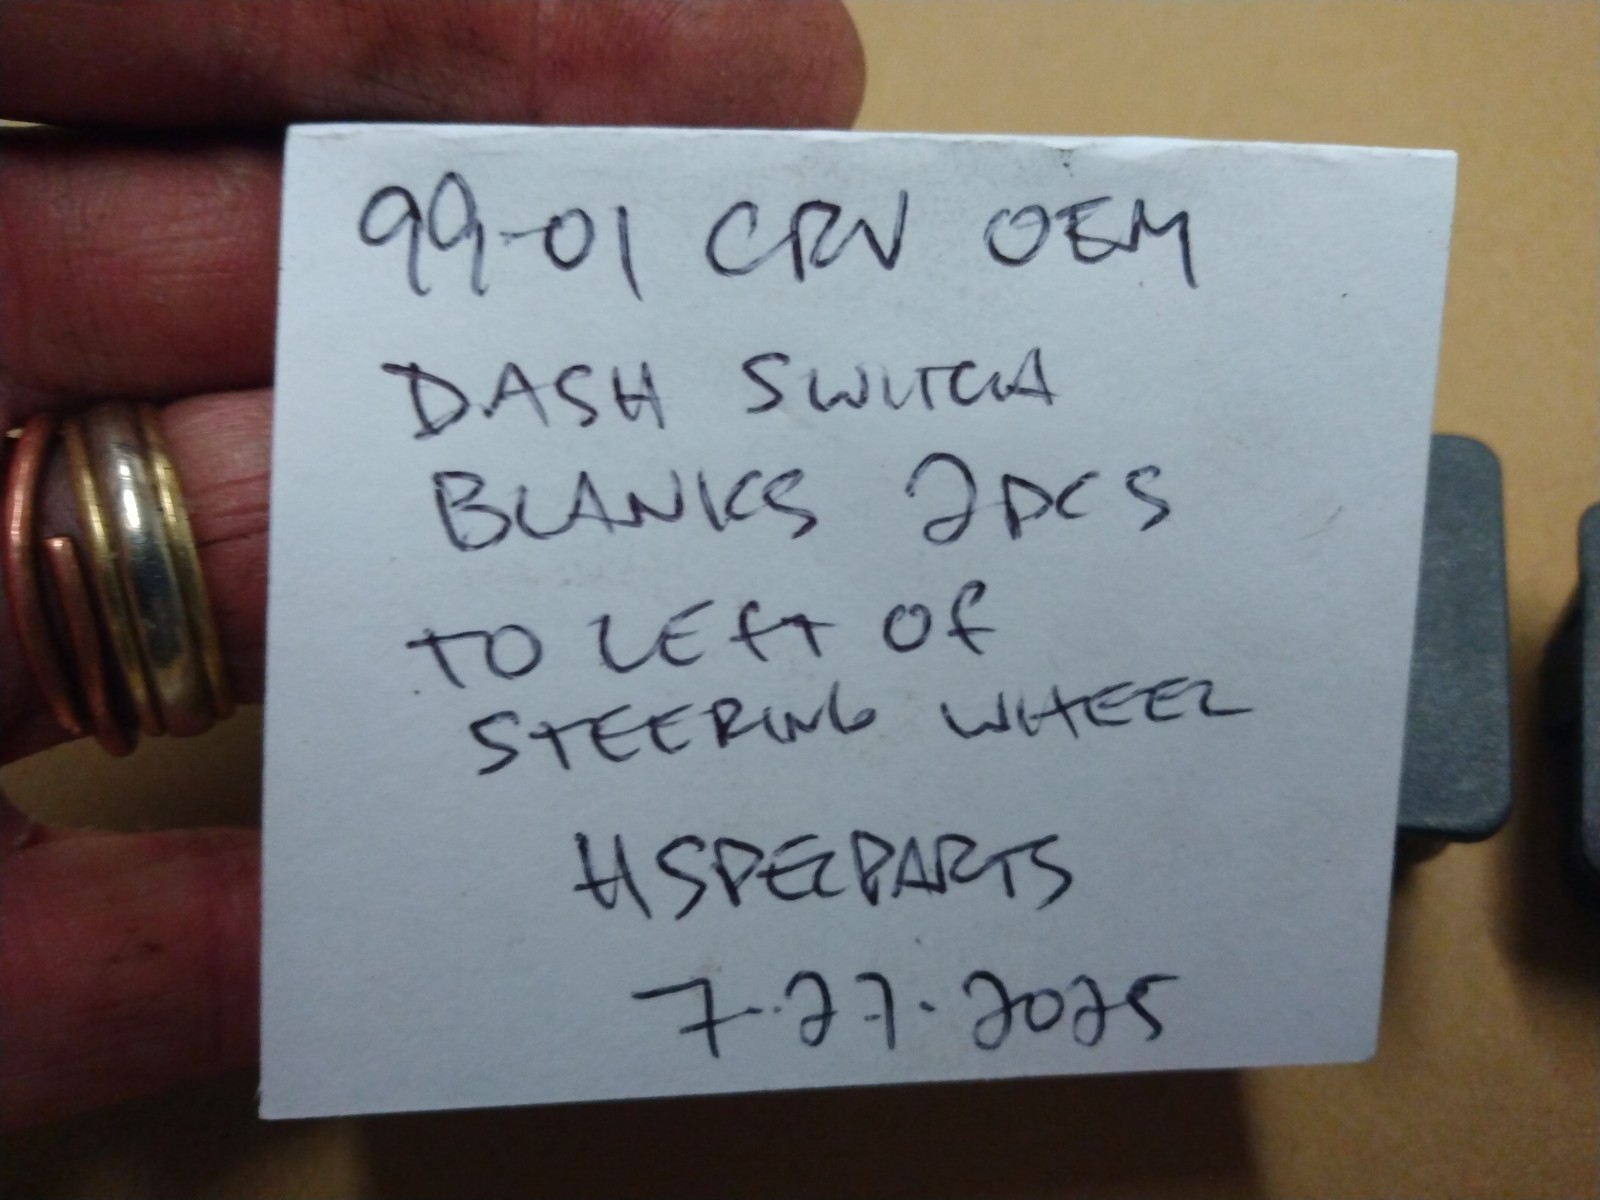 99-01 CRV OEM
DASH SWITCH
BLANKS 2PCS
TO LEFT OF
STEERING WHEEL
HSPECPARTS
7-27-2025